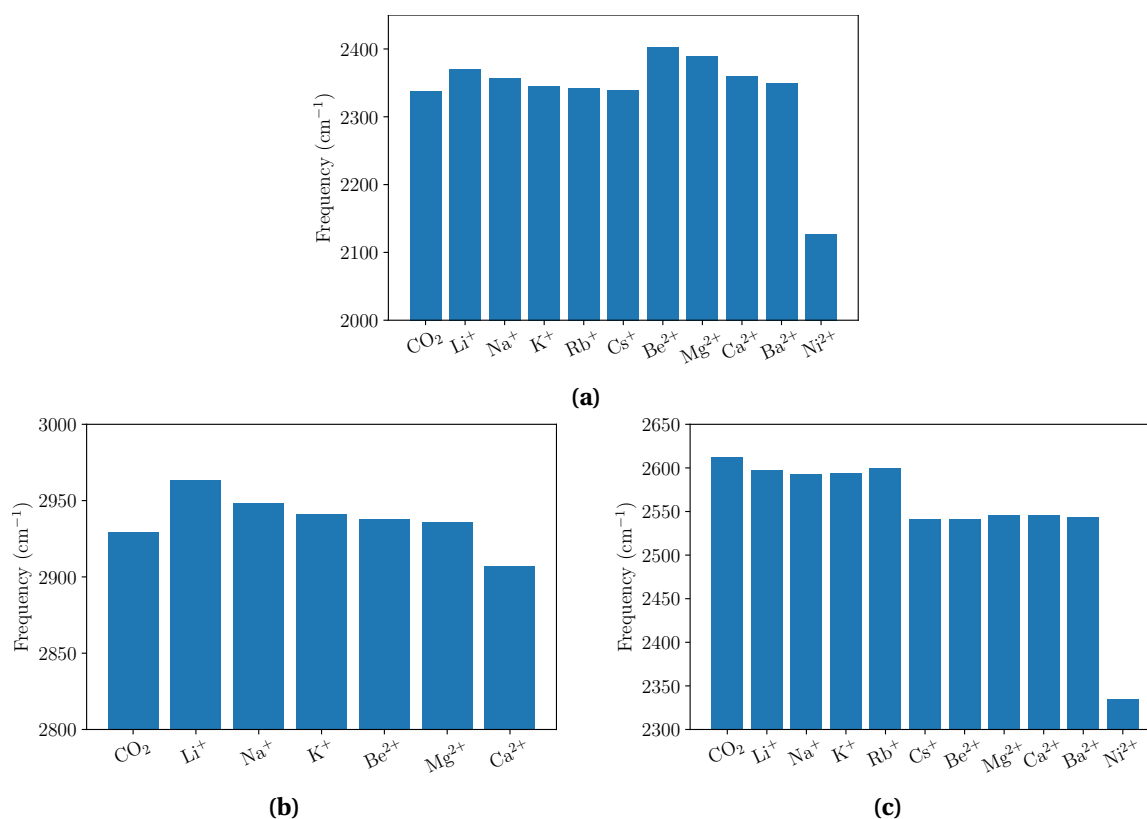 2400
2300
2200
2100
2000
Frequency (cm⁻¹)
CO₂ Li⁺ Na⁺ K⁺ Rb⁺ Cs⁺ Be²⁺ Mg²⁺ Ca²⁺ Ba²⁺ Ni²⁺
(a)
3000
2950
2900
2850
2800
Frequency (cm⁻¹)
CO₂ Li⁺ Na⁺ K⁺ Be²⁺ Mg²⁺ Ca²⁺
(b)
2650
2600
2550
2500
2450
2400
2350
2300
Frequency (cm⁻¹)
CO₂ Li⁺ Na⁺ K⁺ Rb⁺ Cs⁺ Be²⁺ Mg²⁺ Ca²⁺ Ba²⁺ Ni²⁺
(c)